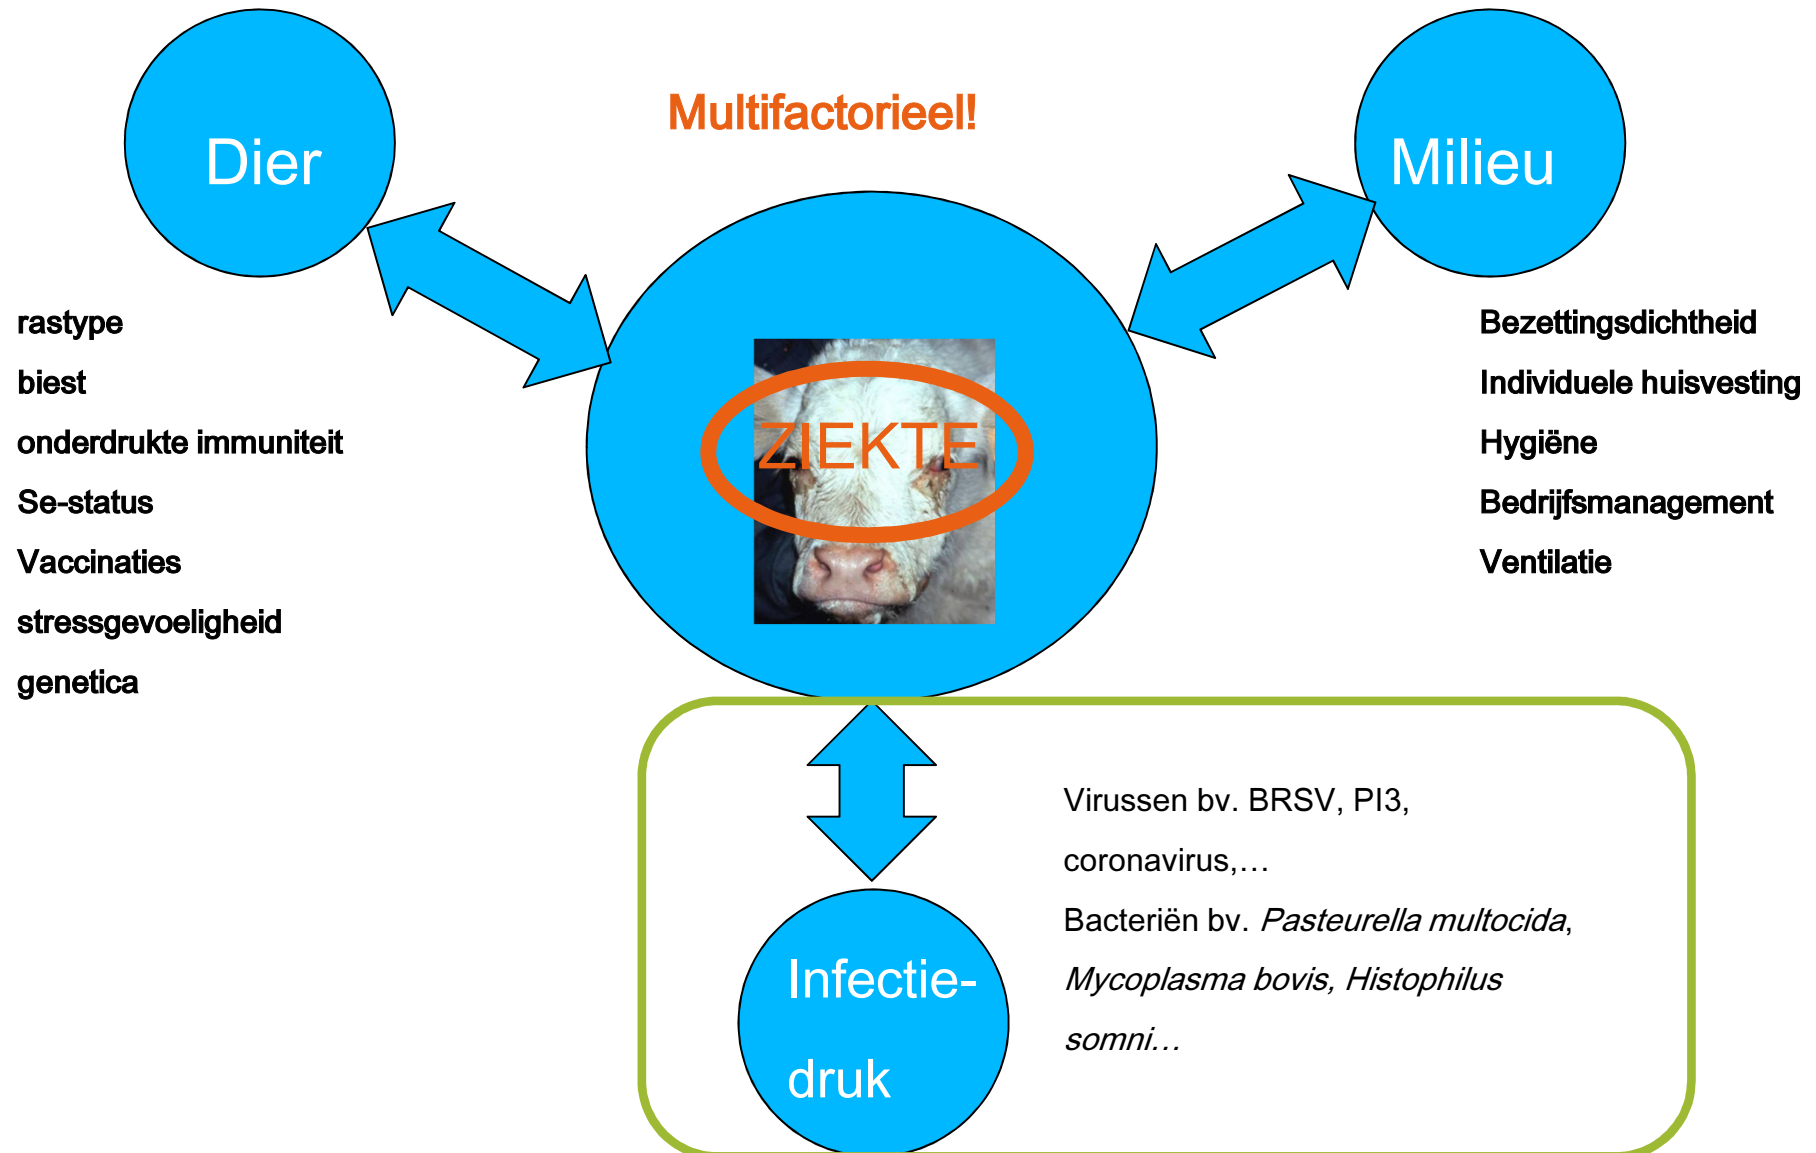 Multifactorieel!
Dier
Milieu
rastype
biest
onderdrukte immuniteit
Se-status
Vaccinaties
stressgevoeligheid
genetica
ZIEKTE
Bezettingsdichtheid
Individuele huisvesting
Hygiëne
Bedrijfsmanagement
Ventilatie
Infectie-
druk
Virussen bv. BRSV, PI3,
coronavirus,…
Bacteriën bv. Pasteurella multocida,
Mycoplasma bovis, Histophilus
somni…